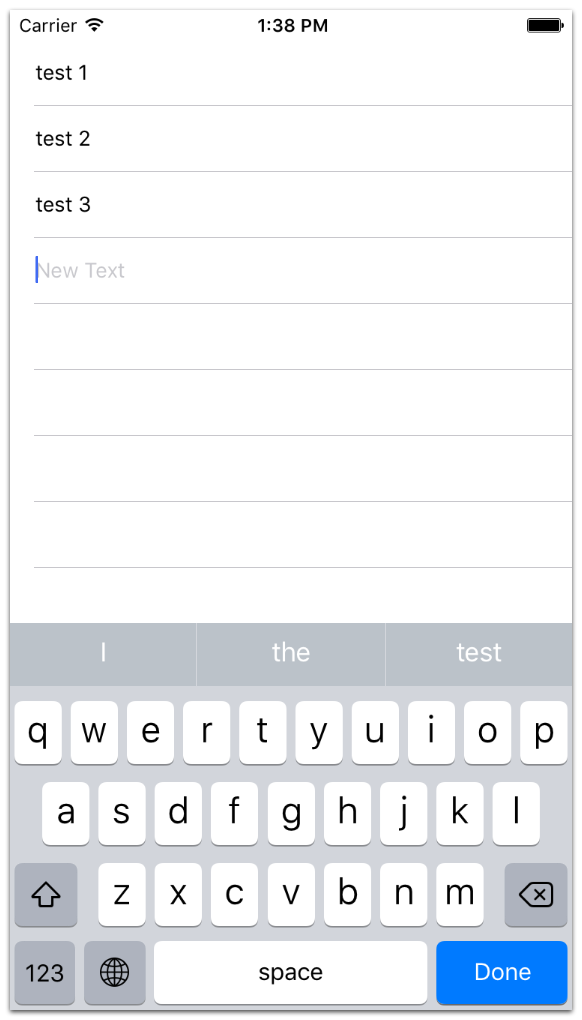 Carrier 1:38 PM
test 1
test 2
test 3
New Text
I the test
q w e r t y u i o p
a s d f g h j k l
z x c v b n m
123 space Done